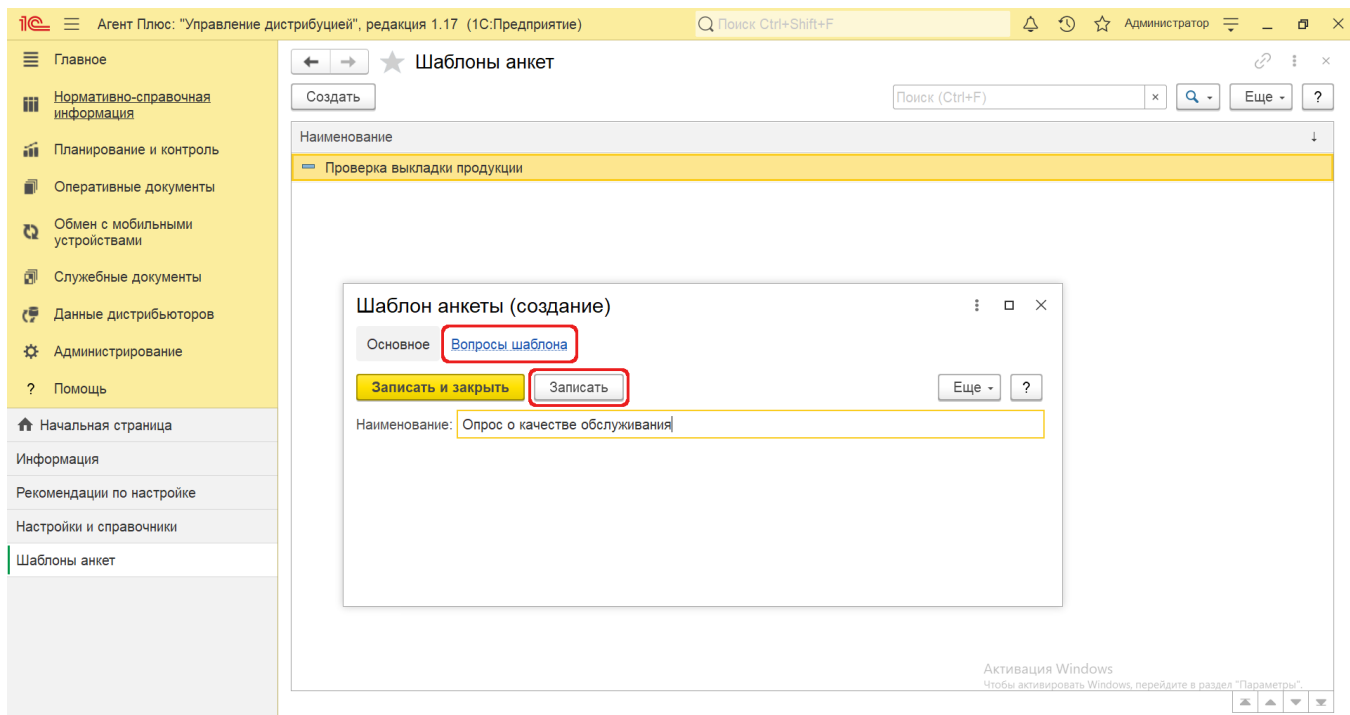 1С Агент Плюс: "Управление дистрибуцией", редакция 1.17 (1С:Предприятие) Поиск Ctrl+Shift+F Администратор
Главное
Нормативно-справочная
информация
Планирование и контроль
Оперативные документы
Обмен с мобильными
устройствами
Служебные документы
Данные дистрибьюторов
Администрирование
? Помощь
Начальная страница
Информация
Рекомендации по настройке
Настройки и справочники
Шаблоны анкет
Шаблоны анкет
Создать Поиск (Ctrl+F) × Еще ?
Наименование ↓
Проверка выкладки продукции
Шаблон анкеты (создание)
Основное Вопросы шаблона
Записать и закрыть Записать Еще ?
Наименование: Опрос о качестве обслуживания
Активация Windows
Чтобы активировать Windows, перейдите в раздел "Параметры".